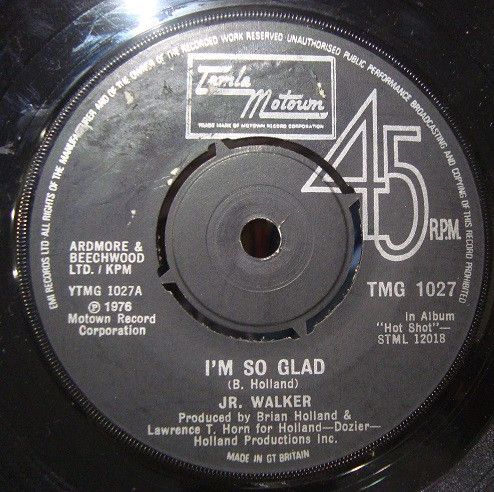 EMI RECORDS LTD ALL RIGHTS OF THE MANUFACTURER AND OF THE OWNER OF THE RECORDED WORK RESERVED UNAUTHORISED PUBLIC PERFORMANCE BROADCASTING AND COPYING OF THIS RECORD PROHIBITED
Tamla
Motown
TRADE MARK OF MOTOWN RECORD CORPORATION
45
R.P.M.
ARDMORE &
BEECHWOOD
LTD. / KPM
YTMG 1027A
℗ 1976
Motown Record
Corporation
TMG 1027
In Album
"Hot Shot"—
STML 12018
I'M SO GLAD
(B. Holland)
JR. WALKER
Produced by Brian Holland &
Lawrence T. Horn for Holland—Dozier—
Holland Productions Inc.
MADE IN GT BRITAIN